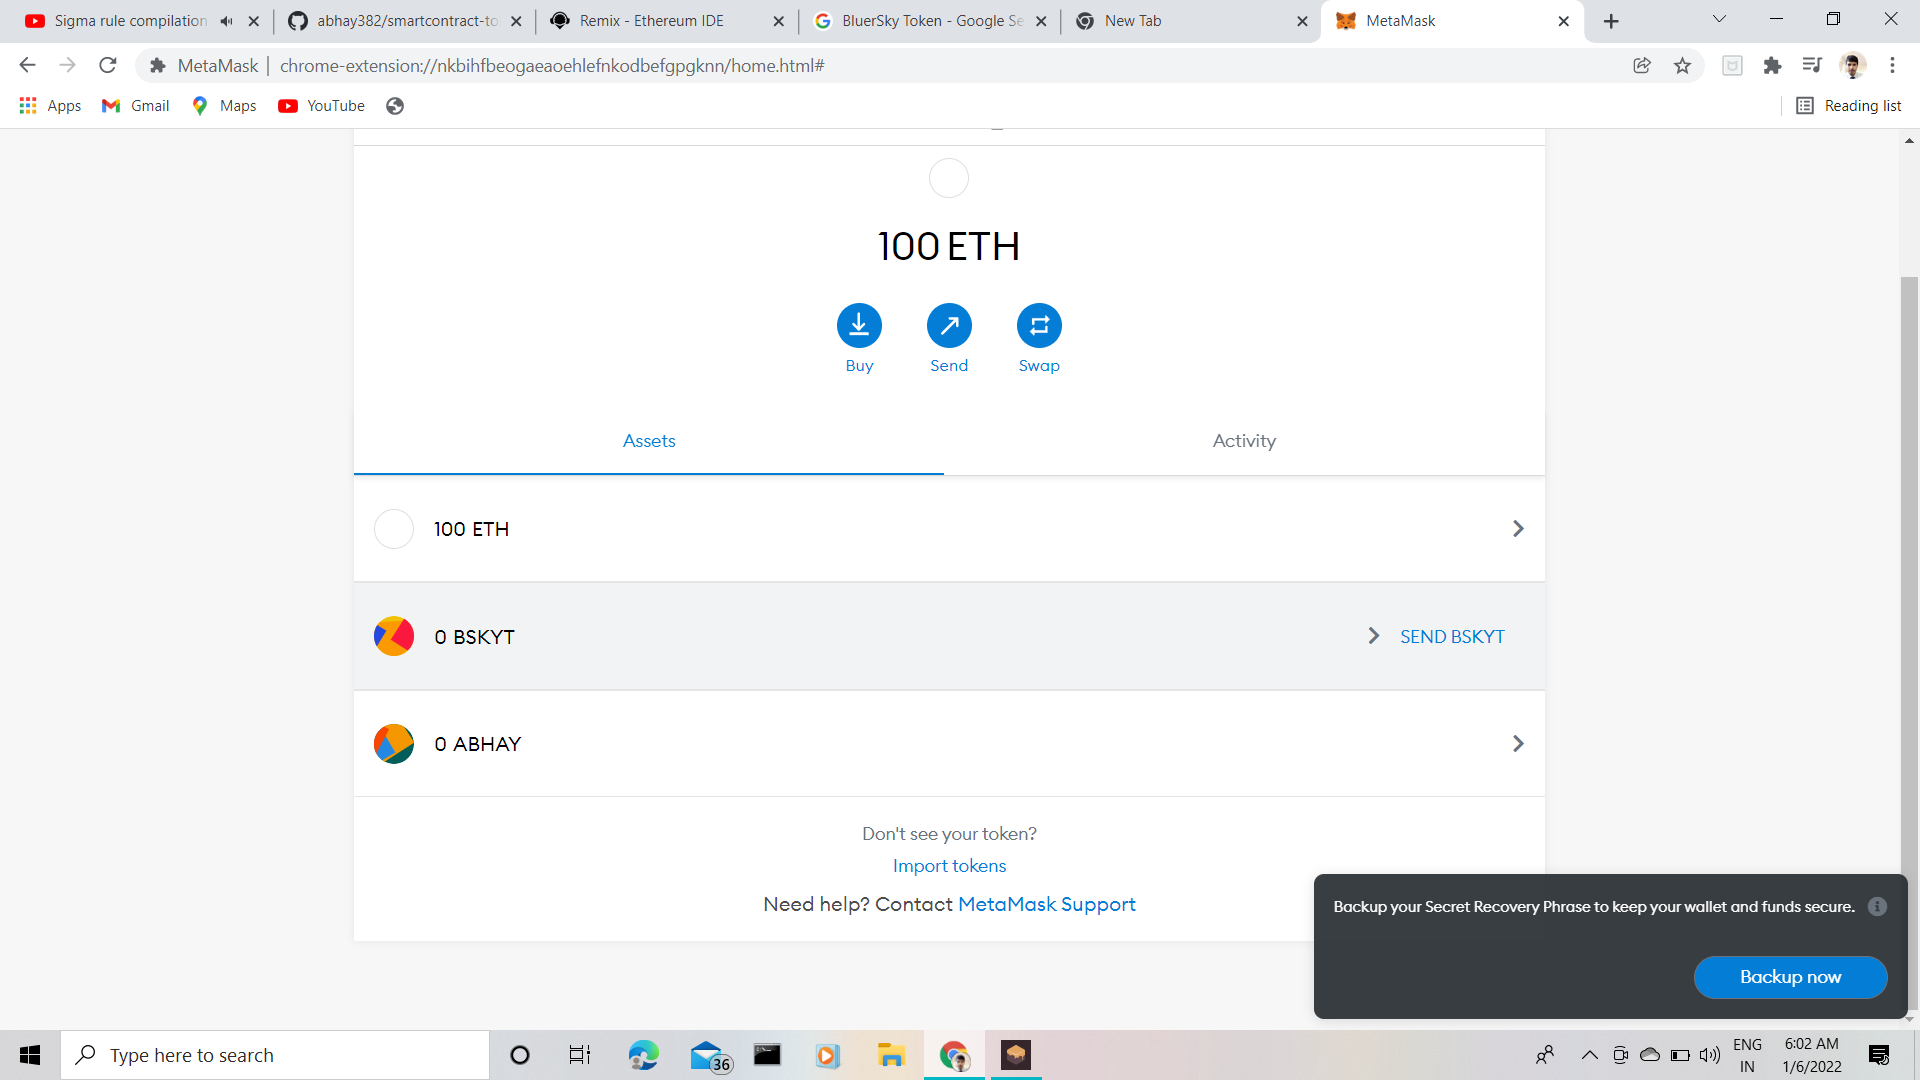 Sigma rule compilation
abhay382/smartcontract-to
Remix - Ethereum IDE
BluerSky Token - Google Se
New Tab
MetaMask
MetaMask | chrome-extension://nkbihfbeogaeaoehlefnkodbefgpgknn/home.html#
Apps
Gmail
Maps
YouTube
Reading list
100 ETH
Buy
Send
Swap
Assets
Activity
100 ETH
0 BSKYT
SEND BSKYT
0 ABHAY
Don't see your token?
Import tokens
Need help? Contact MetaMask Support
Backup your Secret Recovery Phrase to keep your wallet and funds secure.
Backup now
Type here to search
36
ENG
IN
6:02 AM
1/6/2022